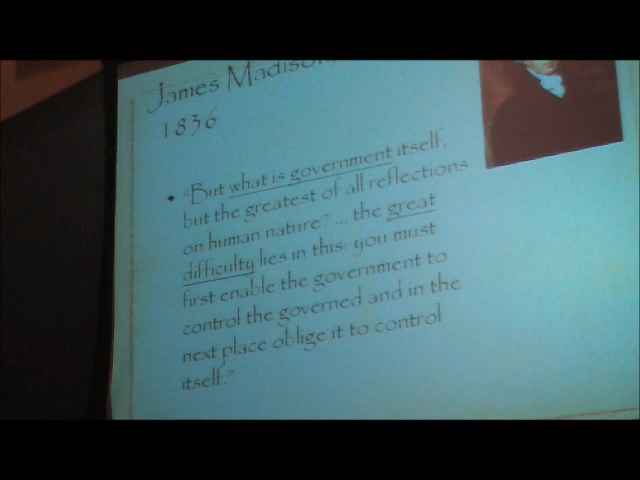 James Madison,
1836
• "But what is government itself,
but the greatest of all reflections
on human nature? ... the great
difficulty lies in this: you must
first enable the government to
control the governed and in the
next place oblige it to control
itself."